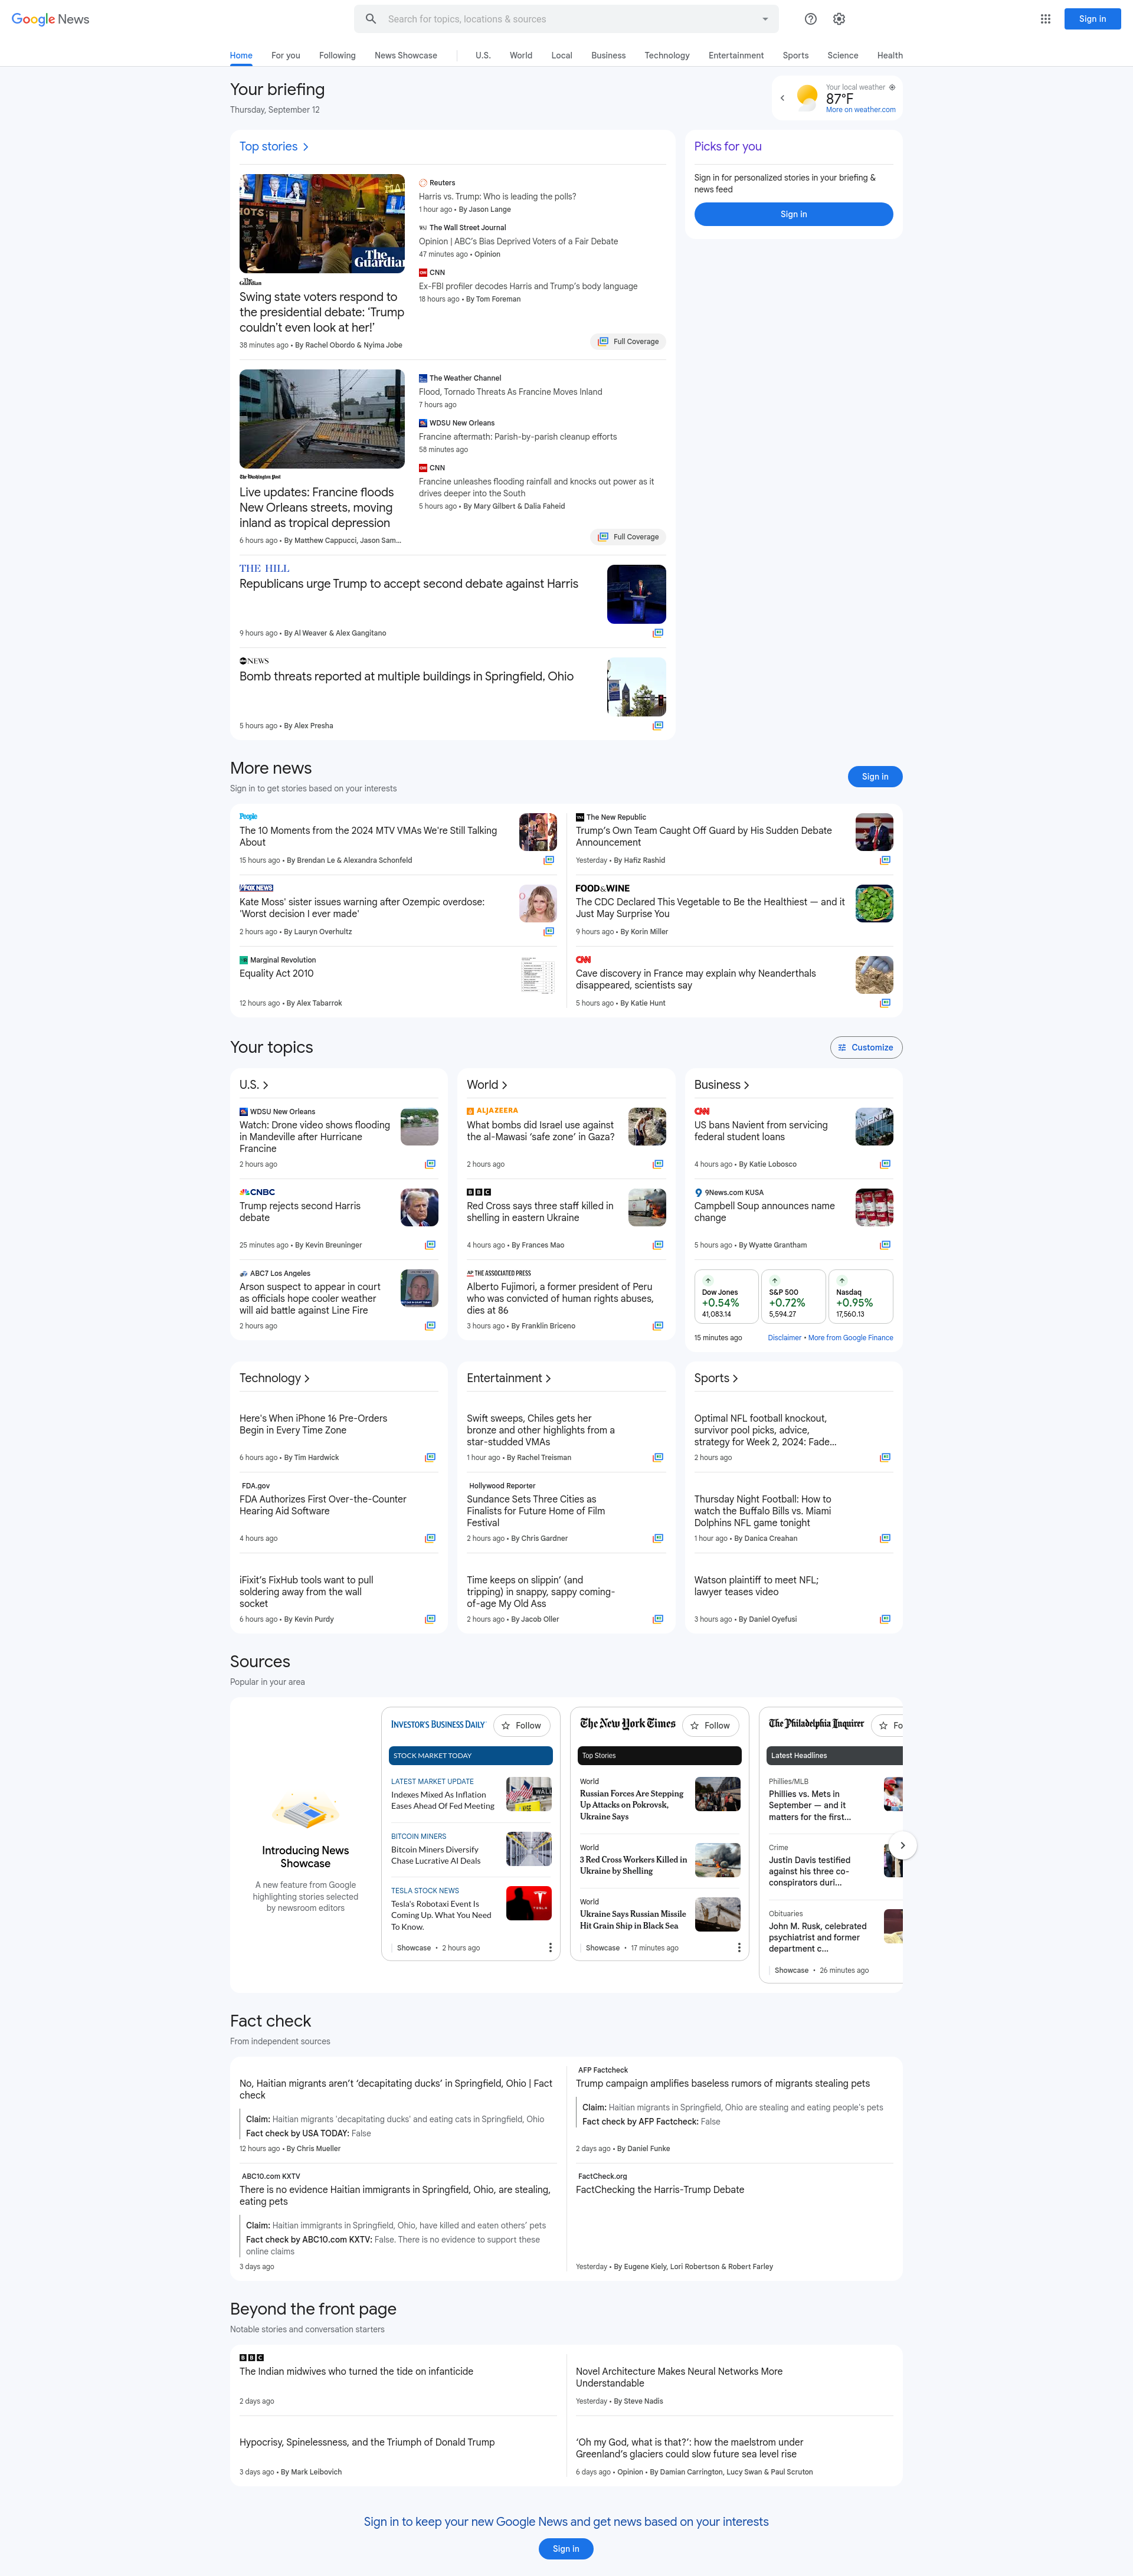 Google News
Search for topics, locations & sources
Sign in
Home
For you
Following
News Showcase
U.S.
World
Local
Business
Technology
Entertainment
Sports
Science
Health
Your briefing
Thursday, September 12
Your local weather
87°F
More on weather.com
Top stories
The Guardian
The Guardian
Swing state voters respond to
the presidential debate: ‘Trump
couldn’t even look at her!’
38 minutes ago • By Rachel Obordo & Nyima Jobe
Reuters
Harris vs. Trump: Who is leading the polls?
1 hour ago • By Jason Lange
The Wall Street Journal
Opinion | ABC’s Bias Deprived Voters of a Fair Debate
47 minutes ago • Opinion
CNN
Ex-FBI profiler decodes Harris and Trump’s body language
18 hours ago • By Tom Foreman
Full Coverage
The Washington Post
Live updates: Francine floods
New Orleans streets, moving
inland as tropical depression
6 hours ago • By Matthew Cappucci, Jason Sam...
The Weather Channel
Flood, Tornado Threats As Francine Moves Inland
7 hours ago
WDSU New Orleans
Francine aftermath: Parish-by-parish cleanup efforts
58 minutes ago
CNN
Francine unleashes flooding rainfall and knocks out power as it
drives deeper into the South
5 hours ago • By Mary Gilbert & Dalia Faheid
Full Coverage
THE HILL
Republicans urge Trump to accept second debate against Harris
9 hours ago • By Al Weaver & Alex Gangitano
abc NEWS
Bomb threats reported at multiple buildings in Springfield, Ohio
5 hours ago • By Alex Presha
Picks for you
Sign in for personalized stories in your briefing &
news feed
Sign in
More news
Sign in to get stories based on your interests
Sign in
People
The 10 Moments from the 2024 MTV VMAs We're Still Talking
About
15 hours ago • By Brendan Le & Alexandra Schonfeld
FOX NEWS
Kate Moss' sister issues warning after Ozempic overdose:
'Worst decision I ever made'
2 hours ago • By Lauryn Overhultz
Marginal Revolution
Equality Act 2010
12 hours ago • By Alex Tabarrok
The New Republic
Trump’s Own Team Caught Off Guard by His Sudden Debate
Announcement
Yesterday • By Hafiz Rashid
FOOD & WINE
The CDC Declared This Vegetable to Be the Healthiest — and it
Just May Surprise You
9 hours ago • By Korin Miller
CNN
Cave discovery in France may explain why Neanderthals
disappeared, scientists say
5 hours ago • By Katie Hunt
Your topics
Customize
U.S.
WDSU New Orleans
Watch: Drone video shows flooding
in Mandeville after Hurricane
Francine
2 hours ago
CNBC
Trump rejects second Harris
debate
25 minutes ago • By Kevin Breuninger
ABC7 Los Angeles
Arson suspect to appear in court
as officials hope cooler weather
will aid battle against Line Fire
2 hours ago
World
ALJAZEERA
What bombs did Israel use against
the al-Mawasi ‘safe zone’ in Gaza?
2 hours ago
BBC
Red Cross says three staff killed in
shelling in eastern Ukraine
4 hours ago • By Frances Mao
AP THE ASSOCIATED PRESS
Alberto Fujimori, a former president of Peru
who was convicted of human rights abuses,
dies at 86
3 hours ago • By Franklin Briceno
Business
CNN
US bans Navient from servicing
federal student loans
4 hours ago • By Katie Lobosco
9News.com KUSA
Campbell Soup announces name
change
5 hours ago • By Wyatte Grantham
Dow Jones
+0.54%
41,083.14
S&P 500
+0.72%
5,594.27
Nasdaq
+0.95%
17,560.13
15 minutes ago
Disclaimer • More from Google Finance
Technology
Here's When iPhone 16 Pre-Orders
Begin in Every Time Zone
6 hours ago • By Tim Hardwick
FDA.gov
FDA Authorizes First Over-the-Counter
Hearing Aid Software
4 hours ago
iFixit’s FixHub tools want to pull
soldering away from the wall
socket
6 hours ago • By Kevin Purdy
Entertainment
Swift sweeps, Chiles gets her
bronze and other highlights from a
star-studded VMAs
1 hour ago • By Rachel Treisman
Hollywood Reporter
Sundance Sets Three Cities as
Finalists for Future Home of Film
Festival
2 hours ago • By Chris Gardner
Time keeps on slippin’ (and
tripping) in snappy, sappy coming-
of-age My Old Ass
2 hours ago • By Jacob Oller
Sports
Optimal NFL football knockout,
survivor pool picks, advice,
strategy for Week 2, 2024: Fade...
2 hours ago
Thursday Night Football: How to
watch the Buffalo Bills vs. Miami
Dolphins NFL game tonight
1 hour ago • By Danica Creahan
Watson plaintiff to meet NFL;
lawyer teases video
3 hours ago • By Daniel Oyefusi
Sources
Popular in your area
Introducing News
Showcase
A new feature from Google
highlighting stories selected
by newsroom editors
INVESTOR'S BUSINESS DAILY
Follow
STOCK MARKET TODAY
LATEST MARKET UPDATE
Indexes Mixed As Inflation
Eases Ahead Of Fed Meeting
BITCOIN MINERS
Bitcoin Miners Diversify
Chase Lucrative AI Deals
TESLA STOCK NEWS
Tesla's Robotaxi Event Is
Coming Up. What You Need
To Know.
Showcase • 2 hours ago
The New York Times
Follow
Top Stories
World
Russian Forces Are Stepping
Up Attacks on Pokrovsk,
Ukraine Says
World
3 Red Cross Workers Killed in
Ukraine by Shelling
World
Ukraine Says Russian Missile
Hit Grain Ship in Black Sea
Showcase • 17 minutes ago
The Philadelphia Inquirer
Fo
Latest Headlines
Phillies/MLB
Phillies vs. Mets in
September — and it
matters for the first...
Crime
Justin Davis testified
against his three co-
conspirators duri...
Obituaries
John M. Rusk, celebrated
psychiatrist and former
department c...
Showcase • 26 minutes ago
Fact check
From independent sources
No, Haitian migrants aren’t ‘decapitating ducks’ in Springfield, Ohio | Fact
check
Claim: Haitian migrants 'decapitating ducks' and eating cats in Springfield, Ohio
Fact check by USA TODAY: False
12 hours ago • By Chris Mueller
ABC10.com KXTV
There is no evidence Haitian immigrants in Springfield, Ohio, are stealing,
eating pets
Claim: Haitian immigrants in Springfield, Ohio, have killed and eaten others’ pets
Fact check by ABC10.com KXTV: False. There is no evidence to support these
online claims
3 days ago
AFP Factcheck
Trump campaign amplifies baseless rumors of migrants stealing pets
Claim: Haitian migrants in Springfield, Ohio are stealing and eating people's pets
Fact check by AFP Factcheck: False
2 days ago • By Daniel Funke
FactCheck.org
FactChecking the Harris-Trump Debate
Yesterday • By Eugene Kiely, Lori Robertson & Robert Farley
Beyond the front page
Notable stories and conversation starters
BBC
The Indian midwives who turned the tide on infanticide
2 days ago
Hypocrisy, Spinelessness, and the Triumph of Donald Trump
3 days ago • By Mark Leibovich
Novel Architecture Makes Neural Networks More
Understandable
Yesterday • By Steve Nadis
‘Oh my God, what is that?’: how the maelstrom under
Greenland’s glaciers could slow future sea level rise
6 days ago • Opinion • By Damian Carrington, Lucy Swan & Paul Scruton
Sign in to keep your new Google News and get news based on your interests
Sign in